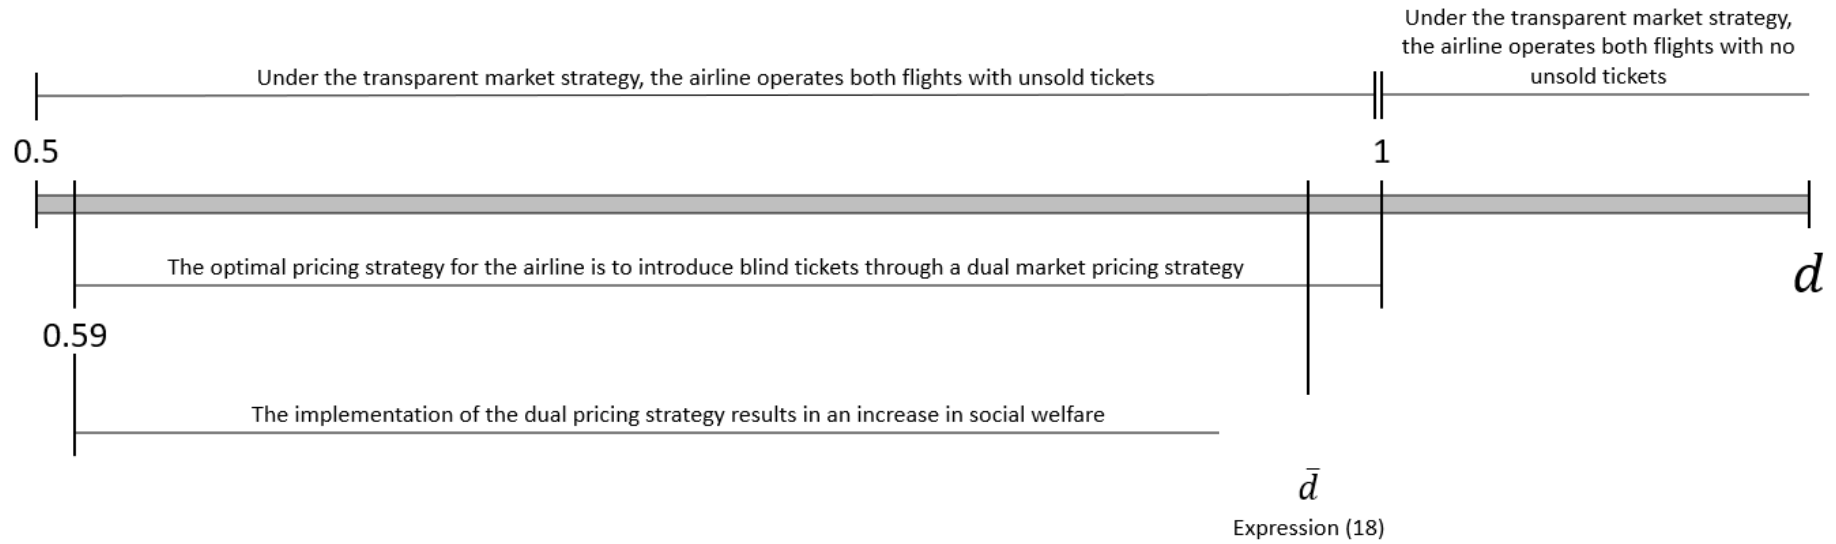 Under the transparent market strategy,
the airline operates both flights with no
unsold tickets
Under the transparent market strategy, the airline operates both flights with unsold tickets
0.5
1
The optimal pricing strategy for the airline is to introduce blind tickets through a dual market pricing strategy
d
0.59
The implementation of the dual pricing strategy results in an increase in social welfare
d̄
Expression (18)